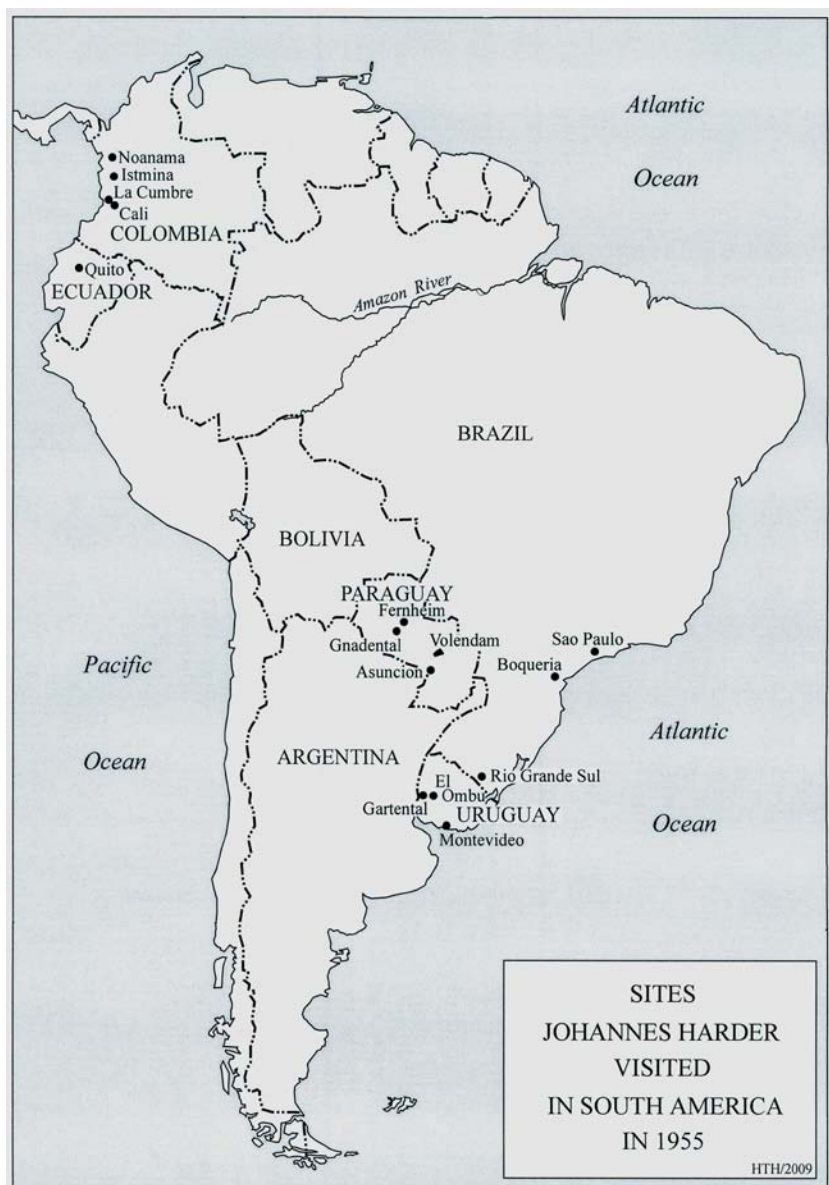 Atlantic
Ocean
Noanama
Istmina
La Cumbre
Cali
COLOMBIA
Quito
ECUADOR
Amazon River
BRAZIL
BOLIVIA
PARAGUAY
Fernheim
Gnadental
Volendam
Asuncion
Sao Paulo
Boqueria
Pacific
Ocean
Atlantic
Ocean
ARGENTINA
Rio Grande Sul
El
Ombu
Gartental
URUGUAY
Montevideo
SITES
JOHANNES HARDER
VISITED
IN SOUTH AMERICA
IN 1955
HTH/2009